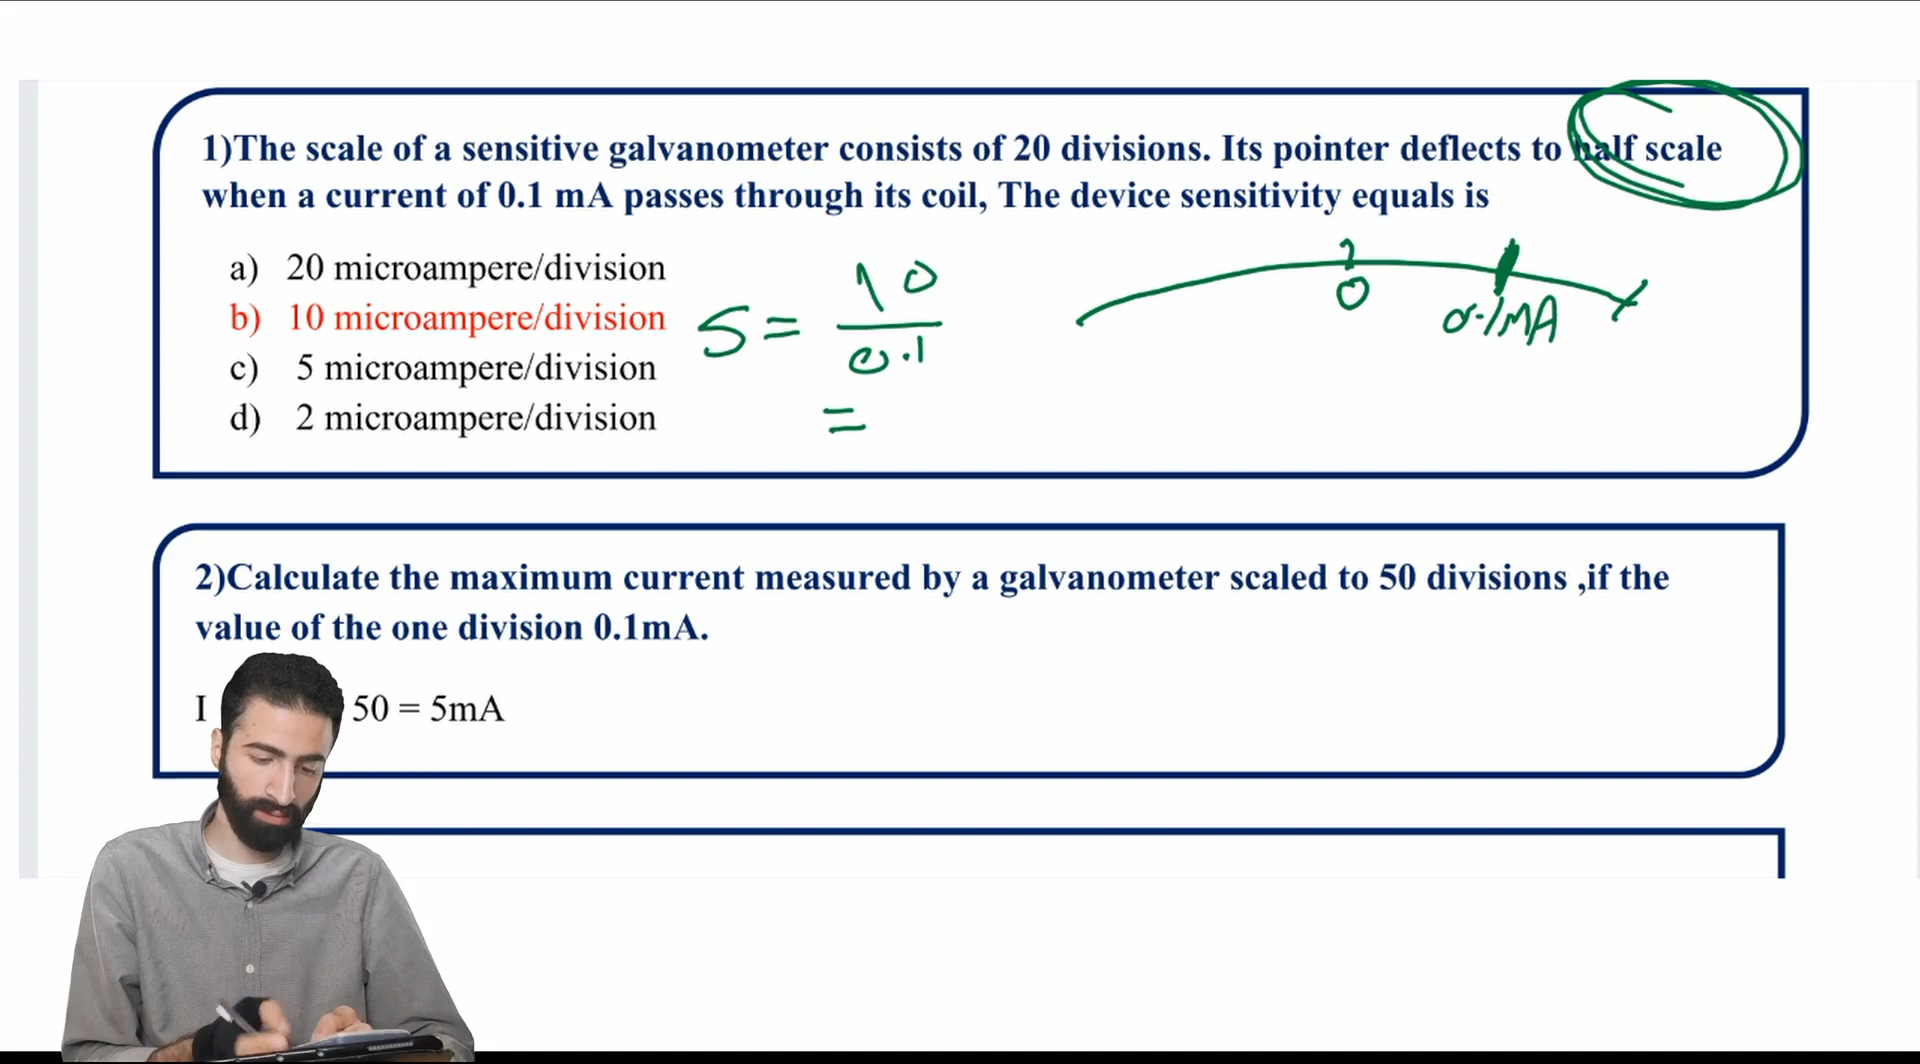 1)The scale of a sensitive galvanometer consists of 20 divisions. Its pointer deflects to half scale
when a current of 0.1 mA passes through its coil, The device sensitivity equals is
a) 20 microampere/division
b) 10 microampere/division
c) 5 microampere/division
d) 2 microampere/division
S = 10
0.1
=
0
0.1MA
2)Calculate the maximum current measured by a galvanometer scaled to 50 divisions ,if the
value of the one division 0.1mA.
I 50 = 5mA